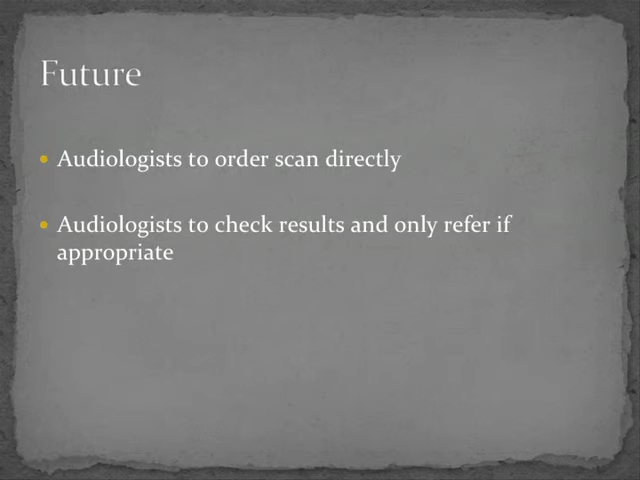 Future
Audiologists to order scan directly
Audiologists to check results and only refer if
appropriate